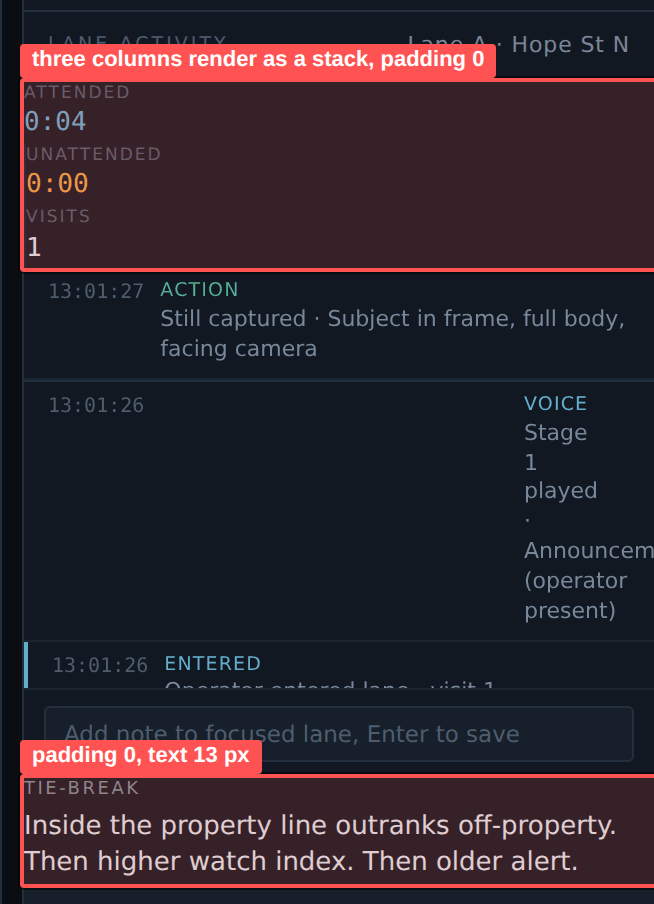 LANE ACTIVITY
Lane A · Hope St N
three columns render as a stack, padding 0
ATTENDED
0:04
UNATTENDED
0:00
VISITS
1
13:01:27 ACTION
Still captured · Subject in frame, full body,
facing camera
13:01:26 VOICE
Stage
1
played
·
Announcem
(operator
present)
13:01:26 ENTERED
Operator entered lane · visit 1
Add note to focused lane, Enter to save
padding 0, text 13 px
TIE-BREAK
Inside the property line outranks off-property.
Then higher watch index. Then older alert.